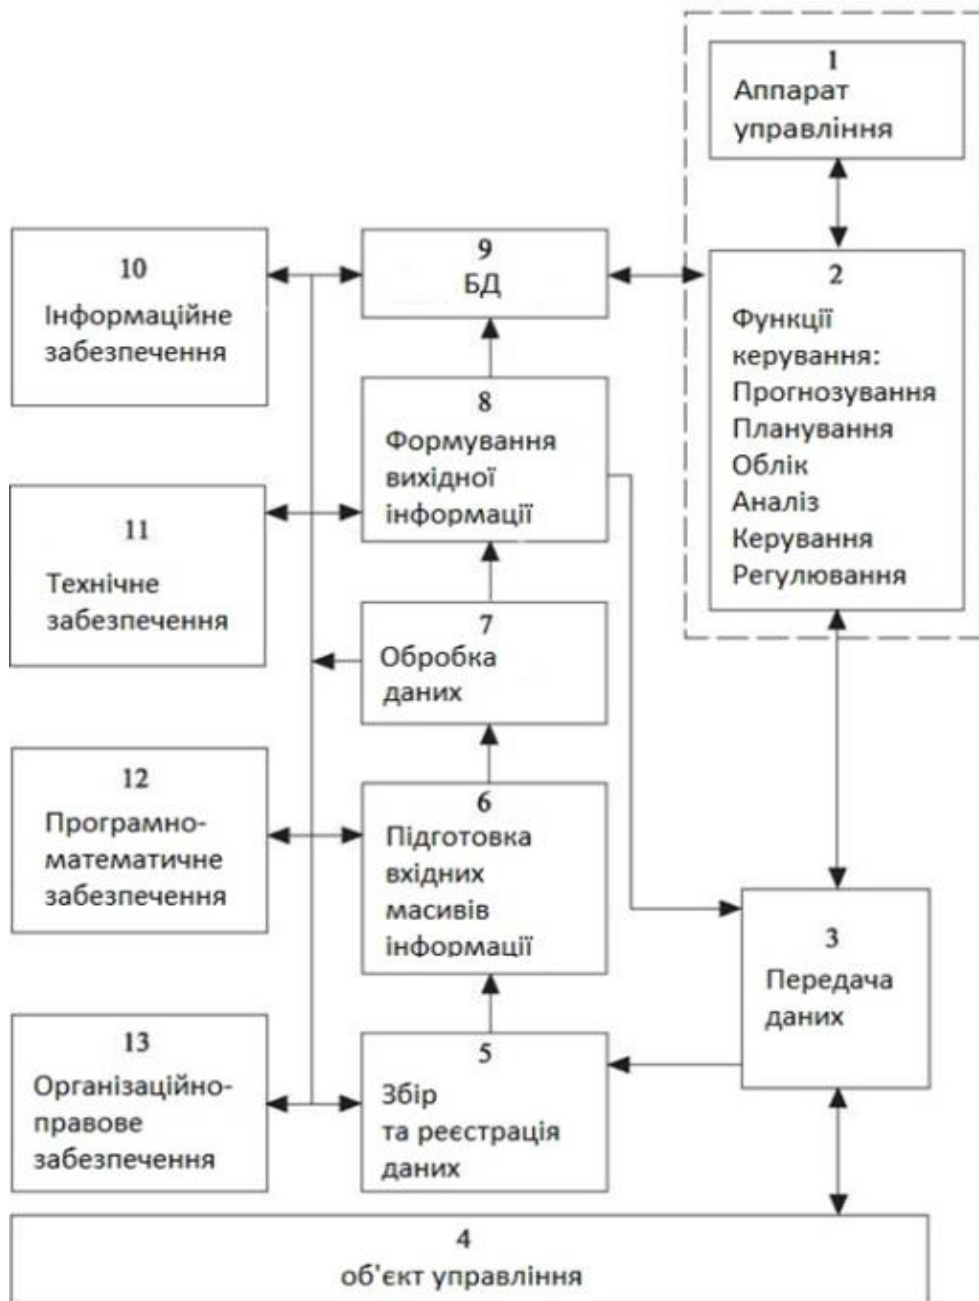 1
Аппарат
управління
2
Функції
керування:
Прогнозування
Планування
Облік
Аналіз
Керування
Регулювання
3
Передача
даних
4
об'єкт управління
5
Збір
та реєстрація
даних
6
Підготовка
вхідних
масивів
інформації
7
Обробка
даних
8
Формування
вихідної
інформації
9
БД
10
Інформаційне
забезпечення
11
Технічне
забезпечення
12
Програмно-
математичне
забезпечення
13
Організаційно-
правове
забезпечення